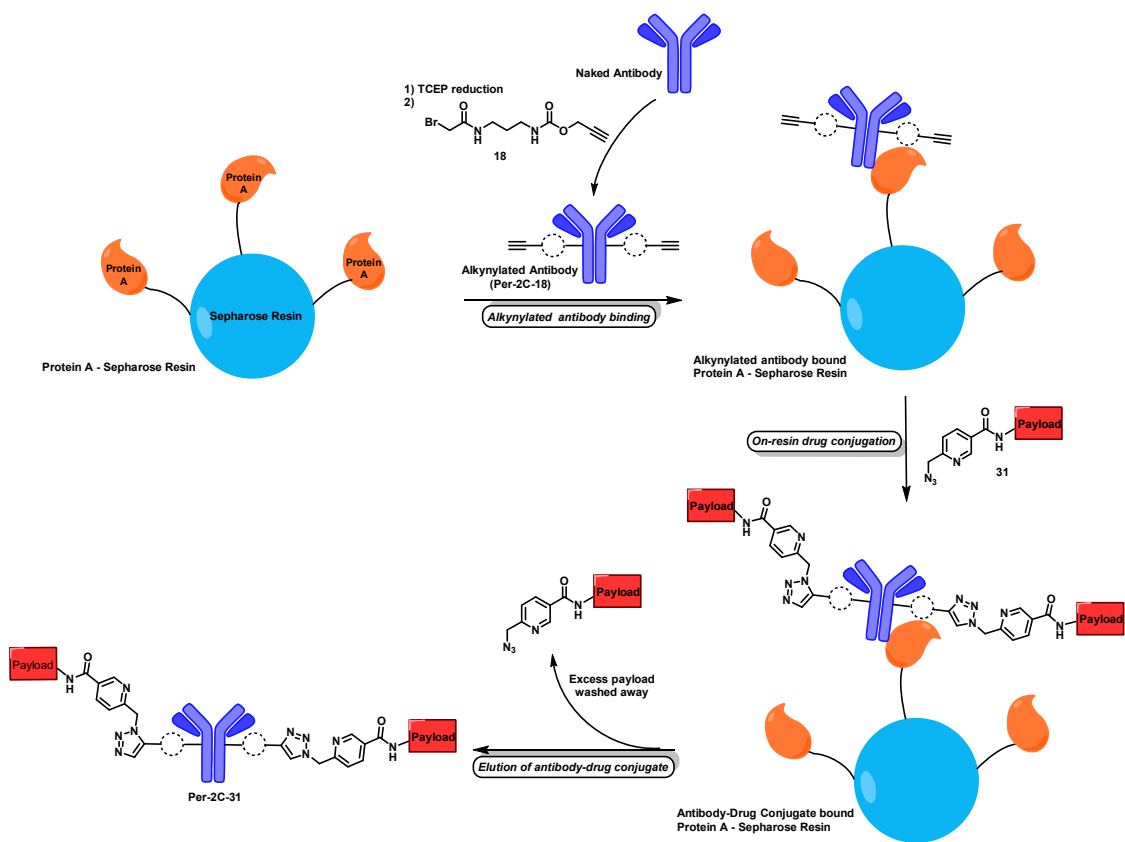 Naked Antibody
1) TCEP reduction
2)
Br
O
N
H
H
N
O
O
18
Protein
A
Protein
A
Protein
A
Sepharose Resin
Protein A - Sepharose Resin
Alkynylated Antibody
(Per-2C-18)
Alkynylated antibody binding
Alkynylated antibody bound
Protein A - Sepharose Resin
On-resin drug conjugation
O
N
H
Payload
N
N3
31
Payload
NH
O
N
N
N
N
N
N
N
N
O
N
H
Payload
Antibody-Drug Conjugate bound
Protein A - Sepharose Resin
O
N
H
Payload
N
N3
Excess payload
washed away
Elution of antibody-drug conjugate
Payload
N
H
O
N
N
N
N
N
N
N
N
O
N
H
Payload
Per-2C-31